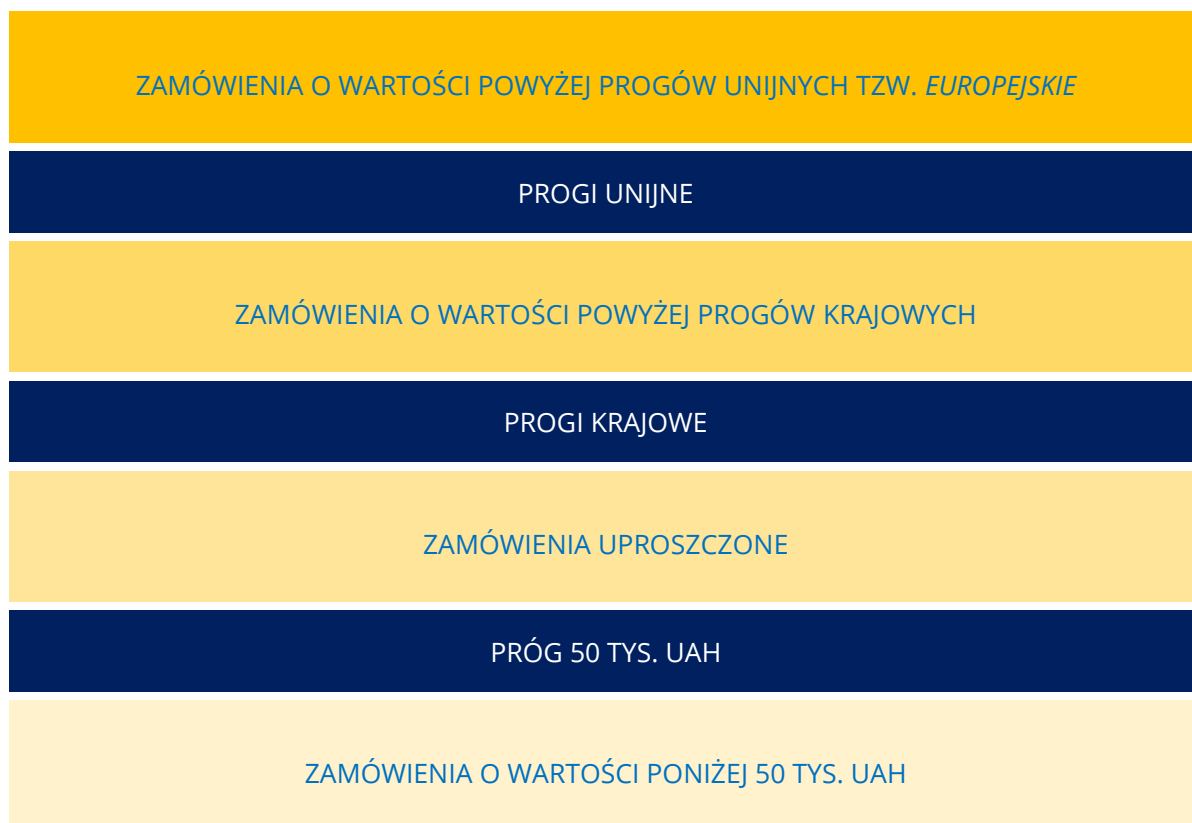 ZAMÓWIENIA O WARTOŚCI POWYŻEJ PROGÓW UNIJNYCH TZW. EUROPEJSKIE
PROGI UNIJNE
ZAMÓWIENIA O WARTOŚCI POWYŻEJ PROGÓW KRAJOWYCH
PROGI KRAJOWE
ZAMÓWIENIA UPROSZCZONE
PRÓG 50 TYS. UAH
ZAMÓWIENIA O WARTOŚCI PONIŻEJ 50 TYS. UAH